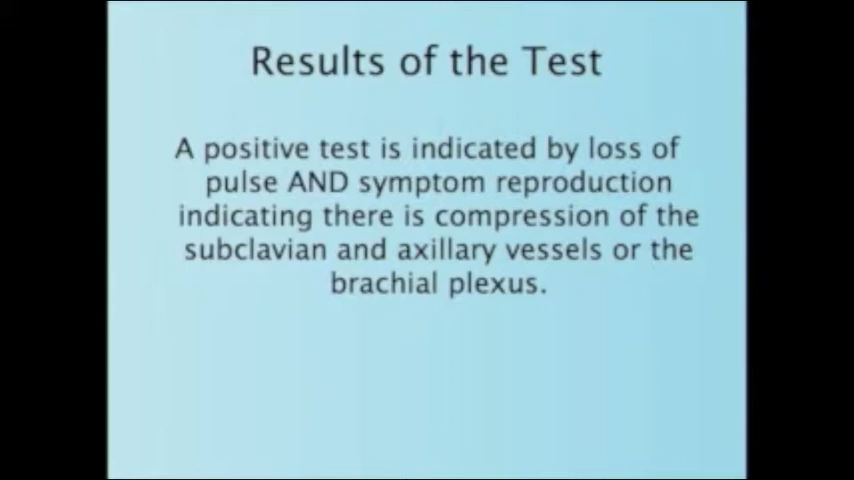 Results of the Test
A positive test is indicated by loss of
pulse AND symptom reproduction
indicating there is compression of the
subclavian and axillary vessels or the
brachial plexus.